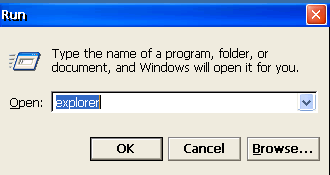 Run
Type the name of a program, folder, or
document, and Windows will open it for you.
Open: explorer
OK Cancel Browse...